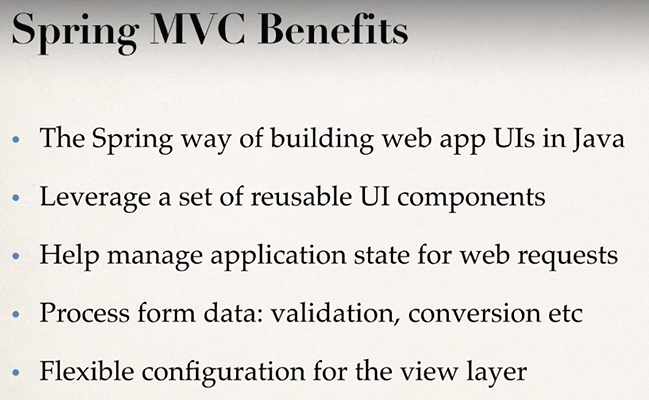 Spring MVC Benefits
• The Spring way of building web app UIs in Java
• Leverage a set of reusable UI components
• Help manage application state for web requests
• Process form data: validation, conversion etc
• Flexible configuration for the view layer